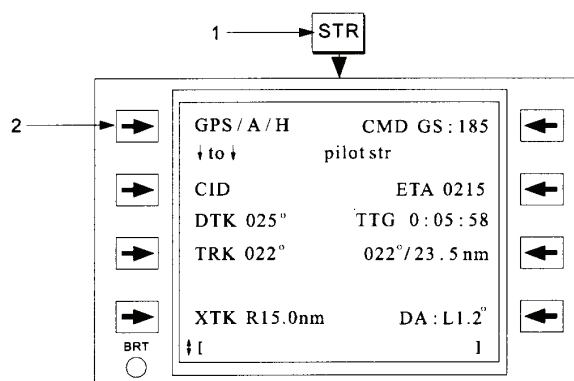 1 STR
2 GPS/A/H CMD GS:185
↓to↓ pilot str
CID ETA 0215
DTK 025° TTG 0:05:58
TRK 022° 022°/23.5nm
XTK R15.0nm DA:L1.2°
BRT
[ ]